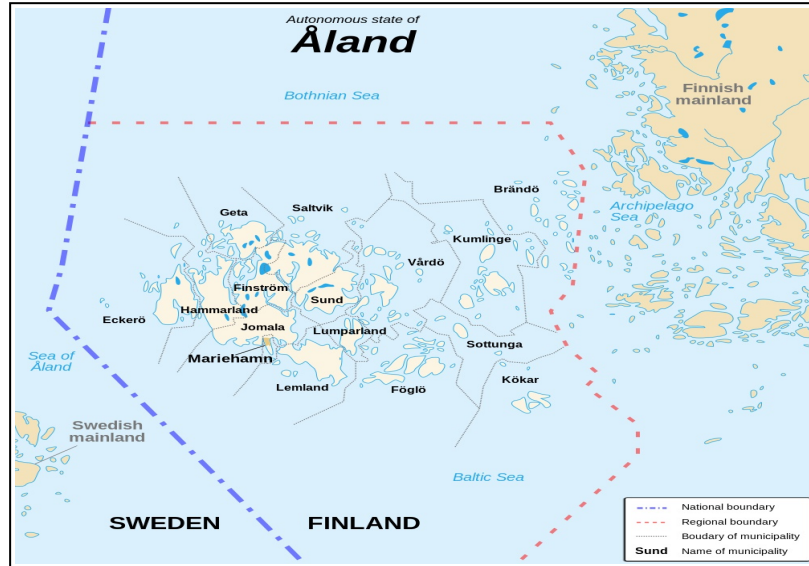 Autonomous state of
Åland
Bothnian Sea
Finnish
mainland
Brändö
Archipelago
Sea
Geta
Saltvik
Kumlinge
Vårdö
Finström
Sund
Hammarland
Eckerö
Jomala
Lumparland
Sottunga
Mariehamn
Sea of
Åland
Lemland
Föglö
Kökar
Swedish
mainland
Baltic Sea
SWEDEN
FINLAND
National boundary
Regional boundary
Boudary of municipality
Sund Name of municipality